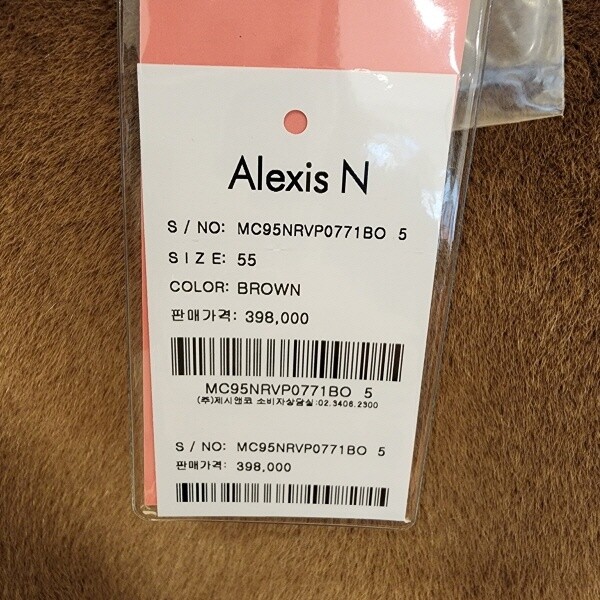 Alexis N
S / NO: MC95NRVP0771BO 5
SIZE: 55
COLOR: BROWN
판매가격: 398,000
MC95NRVP0771BO 5
(주)제시앤코 소비자상담실:02.3406.2300
S / NO: MC95NRVP0771BO 5
판매가격: 398,000